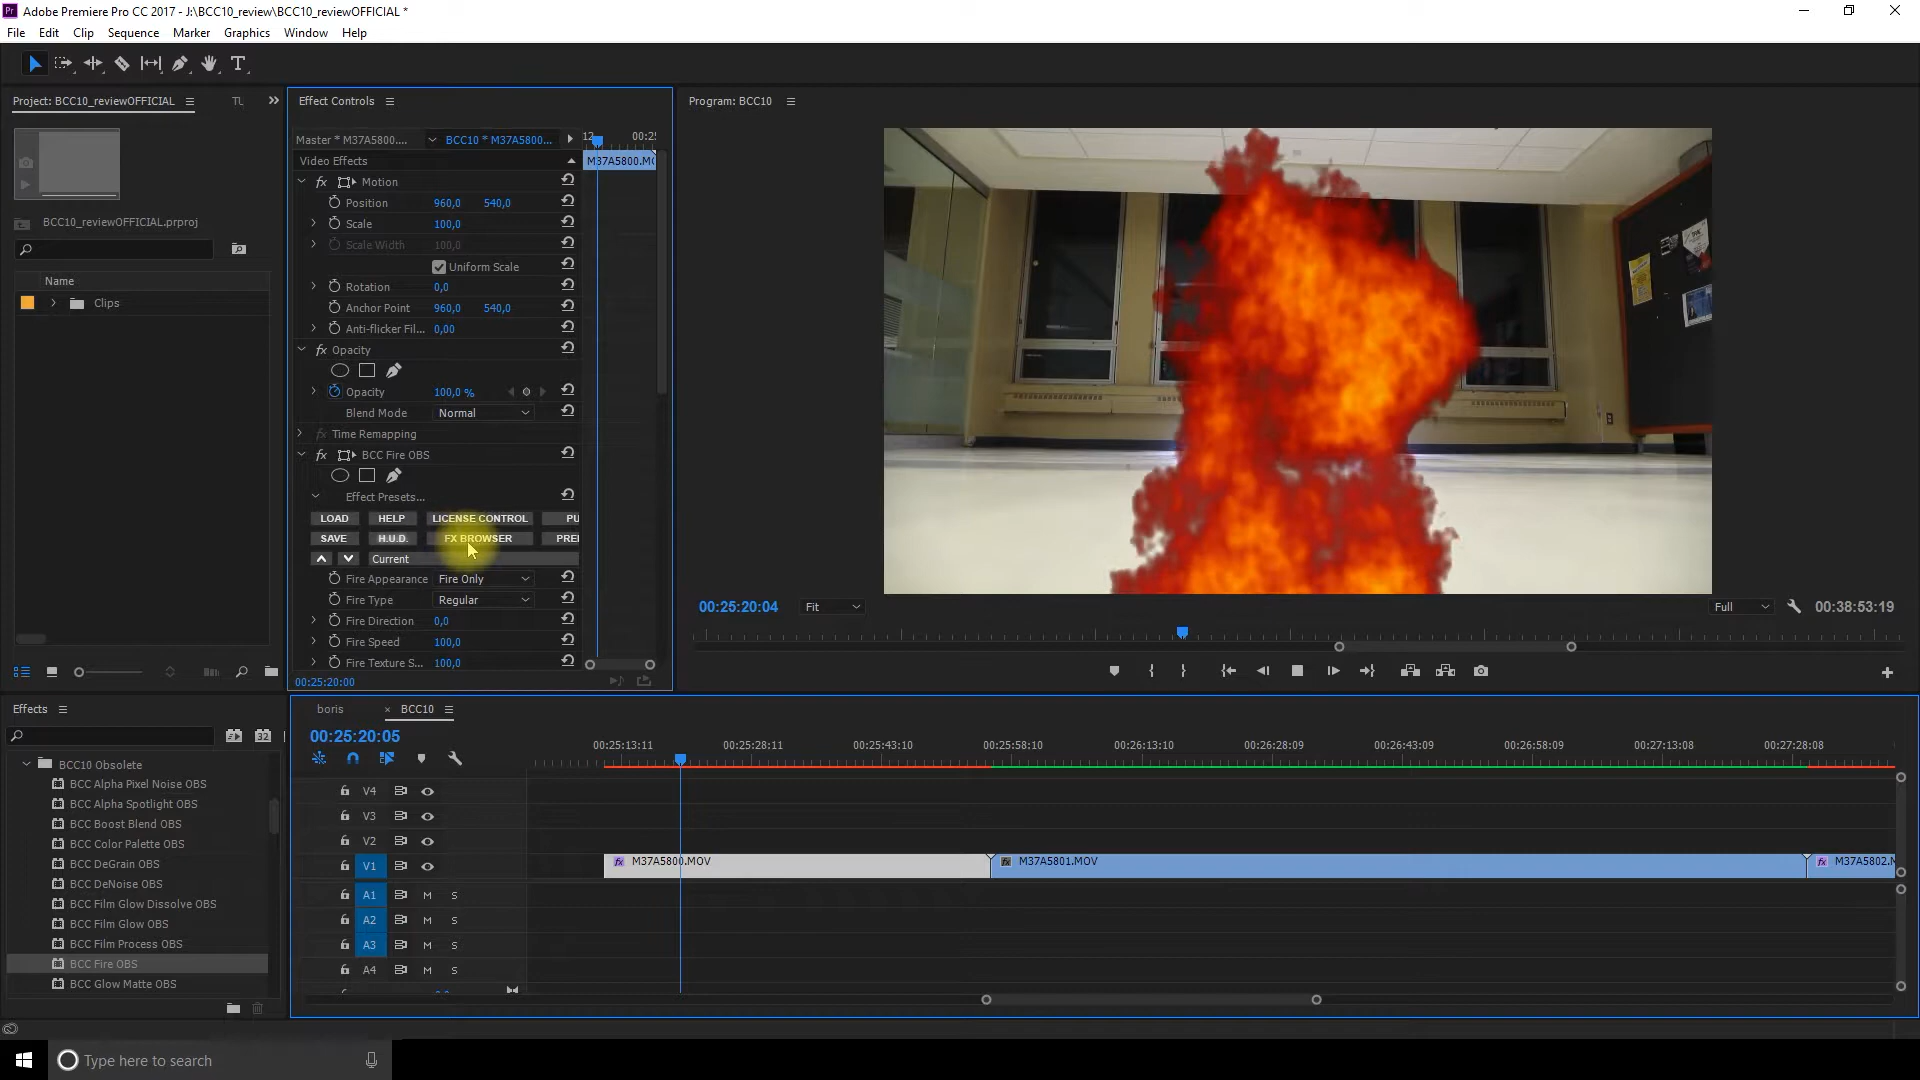 Adobe Premiere Pro CC 2017 - J:\BCC10_review\BCC10_reviewOFFICIAL *
File Edit Clip Sequence Marker Graphics Window Help
Project: BCC10_reviewOFFICIAL
BCC10_reviewOFFICIAL.prproj
Name
Clips
Effect Controls
Master * M37A5800.... BCC10 * M37A5800...
Video Effects
M37A5800.M
Motion
Position 960,0 540,0
Scale 100,0
Scale Width 100,0
Uniform Scale
Rotation 0,0
Anchor Point 960,0 540,0
Anti-flicker Fil... 0,00
Opacity
Opacity 100,0 %
Blend Mode Normal
Time Remapping
BCC Fire OBS
Effect Presets...
LOAD HELP LICENSE CONTROL PU
SAVE H.U.D. FX BROWSER PRE
Current
Fire Appearance Fire Only
Fire Type Regular
Fire Direction 0,0
Fire Speed 100,0
Fire Texture S... 100,0
00:25:20:00
Program: BCC10
00:25:20:04 Fit Full 00:38:53:19
Effects
32
BCC10 Obsolete
BCC Alpha Pixel Noise OBS
BCC Alpha Spotlight OBS
BCC Boost Blend OBS
BCC Color Palette OBS
BCC DeGrain OBS
BCC DeNoise OBS
BCC Film Glow Dissolve OBS
BCC Film Glow OBS
BCC Film Process OBS
BCC Fire OBS
BCC Glow Matte OBS
boris × BCC10
00:25:20:05
00:25:13:11 00:25:28:11 00:25:43:10 00:25:58:10 00:26:13:10 00:26:28:09 00:26:43:09 00:26:58:09 00:27:13:08 00:27:28:08
V4
V3
V2
V1 M37A5800.MOV M37A5801.MOV M37A5802.M
A1 M S
A2 M S
A3 M S
A4 M S
Type here to search